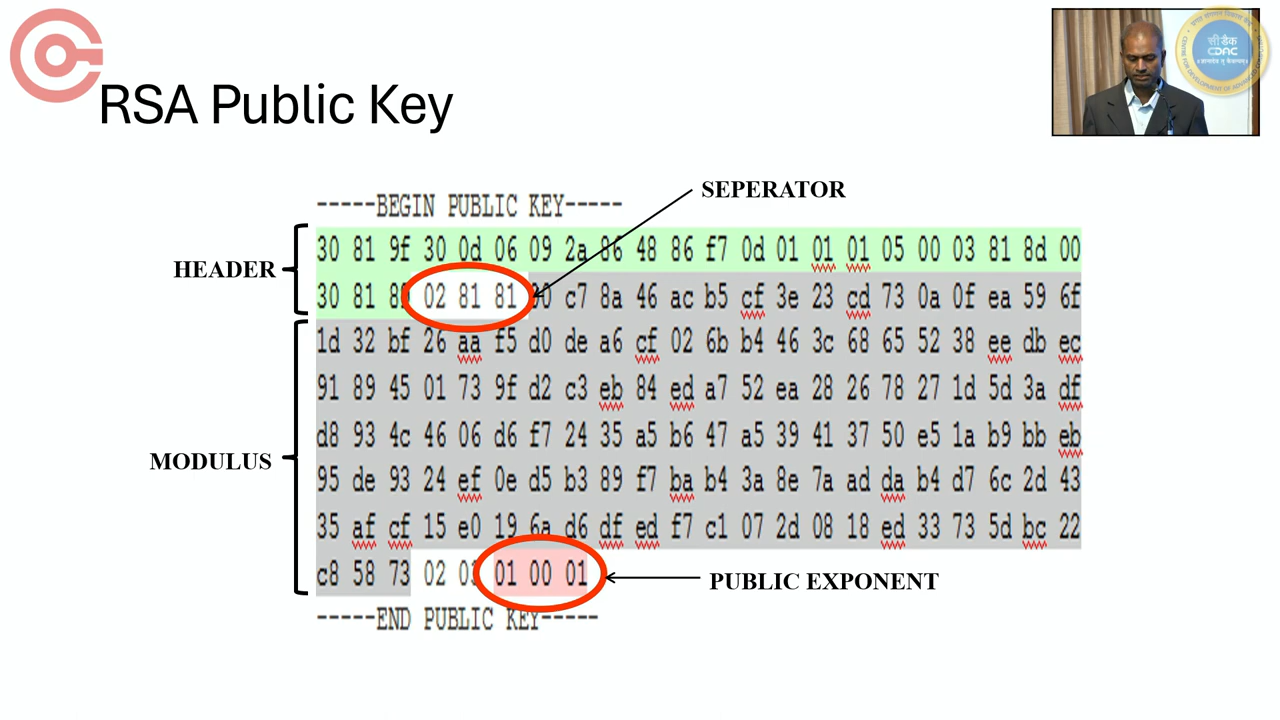 RSA Public Key
सीडैक
CDAC
SEPERATOR
-----BEGIN PUBLIC KEY-----
HEADER
30 81 9f 30 0d 06 09 2a 86 48 86 f7 0d 01 01 01 05 00 03 81 8d 00
30 81 89 02 81 81 00 c7 8a 46 ac b5 cf 3e 23 cd 73 0a 0f ea 59 6f
MODULUS
1d 32 bf 26 aa f5 d0 de a6 cf 02 6b b4 46 3c 68 65 52 38 ee db ec
91 89 45 01 73 9f d2 c3 eb 84 ed a7 52 ea 28 26 78 27 1d 5d 3a df
d8 93 4c 46 06 d6 f7 24 35 a5 b6 47 a5 39 41 37 50 e5 1a b9 bb eb
95 de 93 24 ef 0e d5 b3 89 f7 ba b4 3a 8e 7a ad da b4 d7 6c 2d 43
35 af cf 15 e0 19 6a d6 df ed f7 c1 07 2d 08 18 ed 33 73 5d bc 22
c8 58 73 02 03 01 00 01
PUBLIC EXPONENT
-----END PUBLIC KEY-----